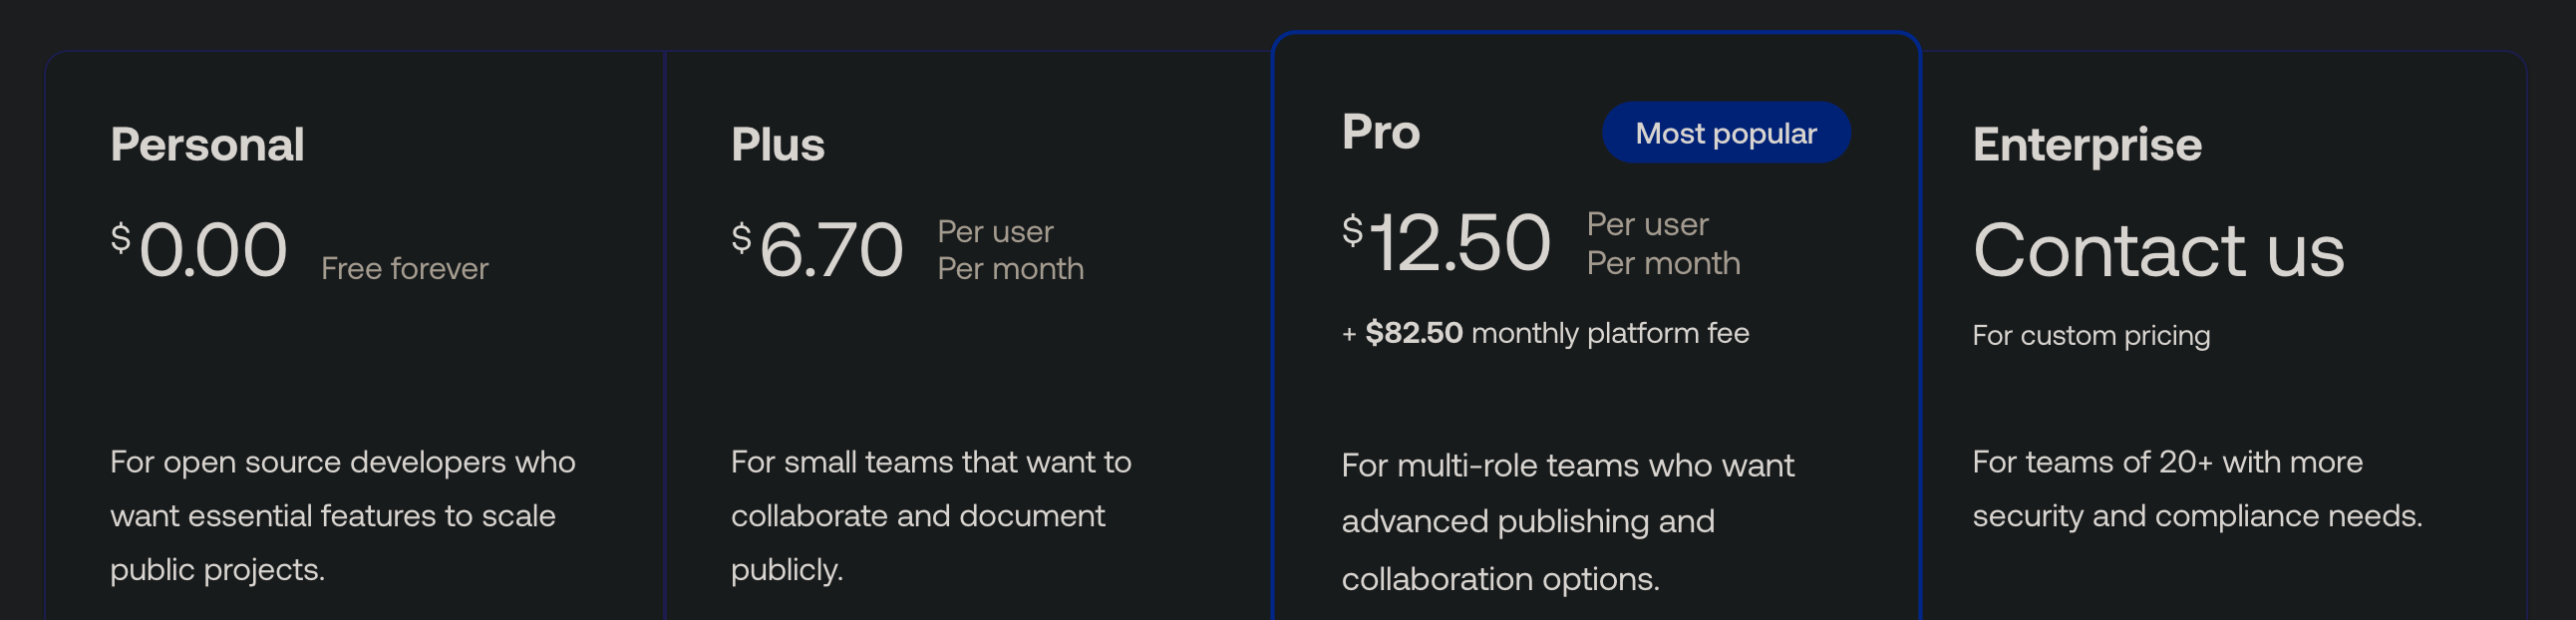 Personal
$0.00 Free forever
For open source developers who
want essential features to scale
public projects.
Plus
$6.70 Per user
Per month
For small teams that want to
collaborate and document
publicly.
Pro
Most popular
$12.50 Per user
Per month
+ $82.50 monthly platform fee
For multi-role teams who want
advanced publishing and
collaboration options.
Enterprise
Contact us
For custom pricing
For teams of 20+ with more
security and compliance needs.